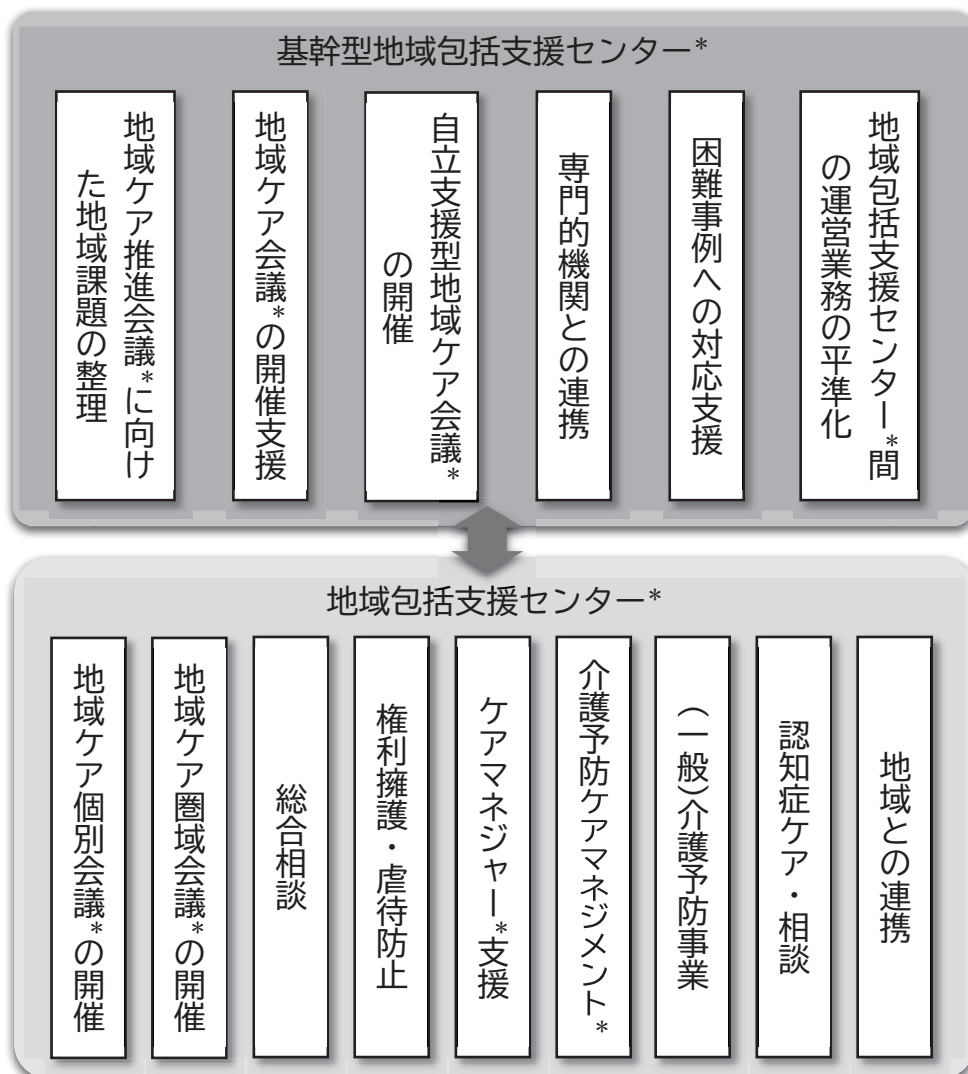 基幹型地域包括支援センター*
地域ケア推進会議*に向け
た地域課題の整理
地域ケア会議*の開催支援
自立支援型地域ケア会議*
の開催
専門的機関との連携
困難事例への対応支援
地域包括支援センター*間
の運営業務の平準化
地域包括支援センター*
地域ケア個別会議*の開催
地域ケア圏域会議*の開催
総合相談
権利擁護・虐待防止
ケアマネジャー*支援
介護予防ケアマネジメント*
(一般)介護予防事業
認知症ケア・相談
地域との連携